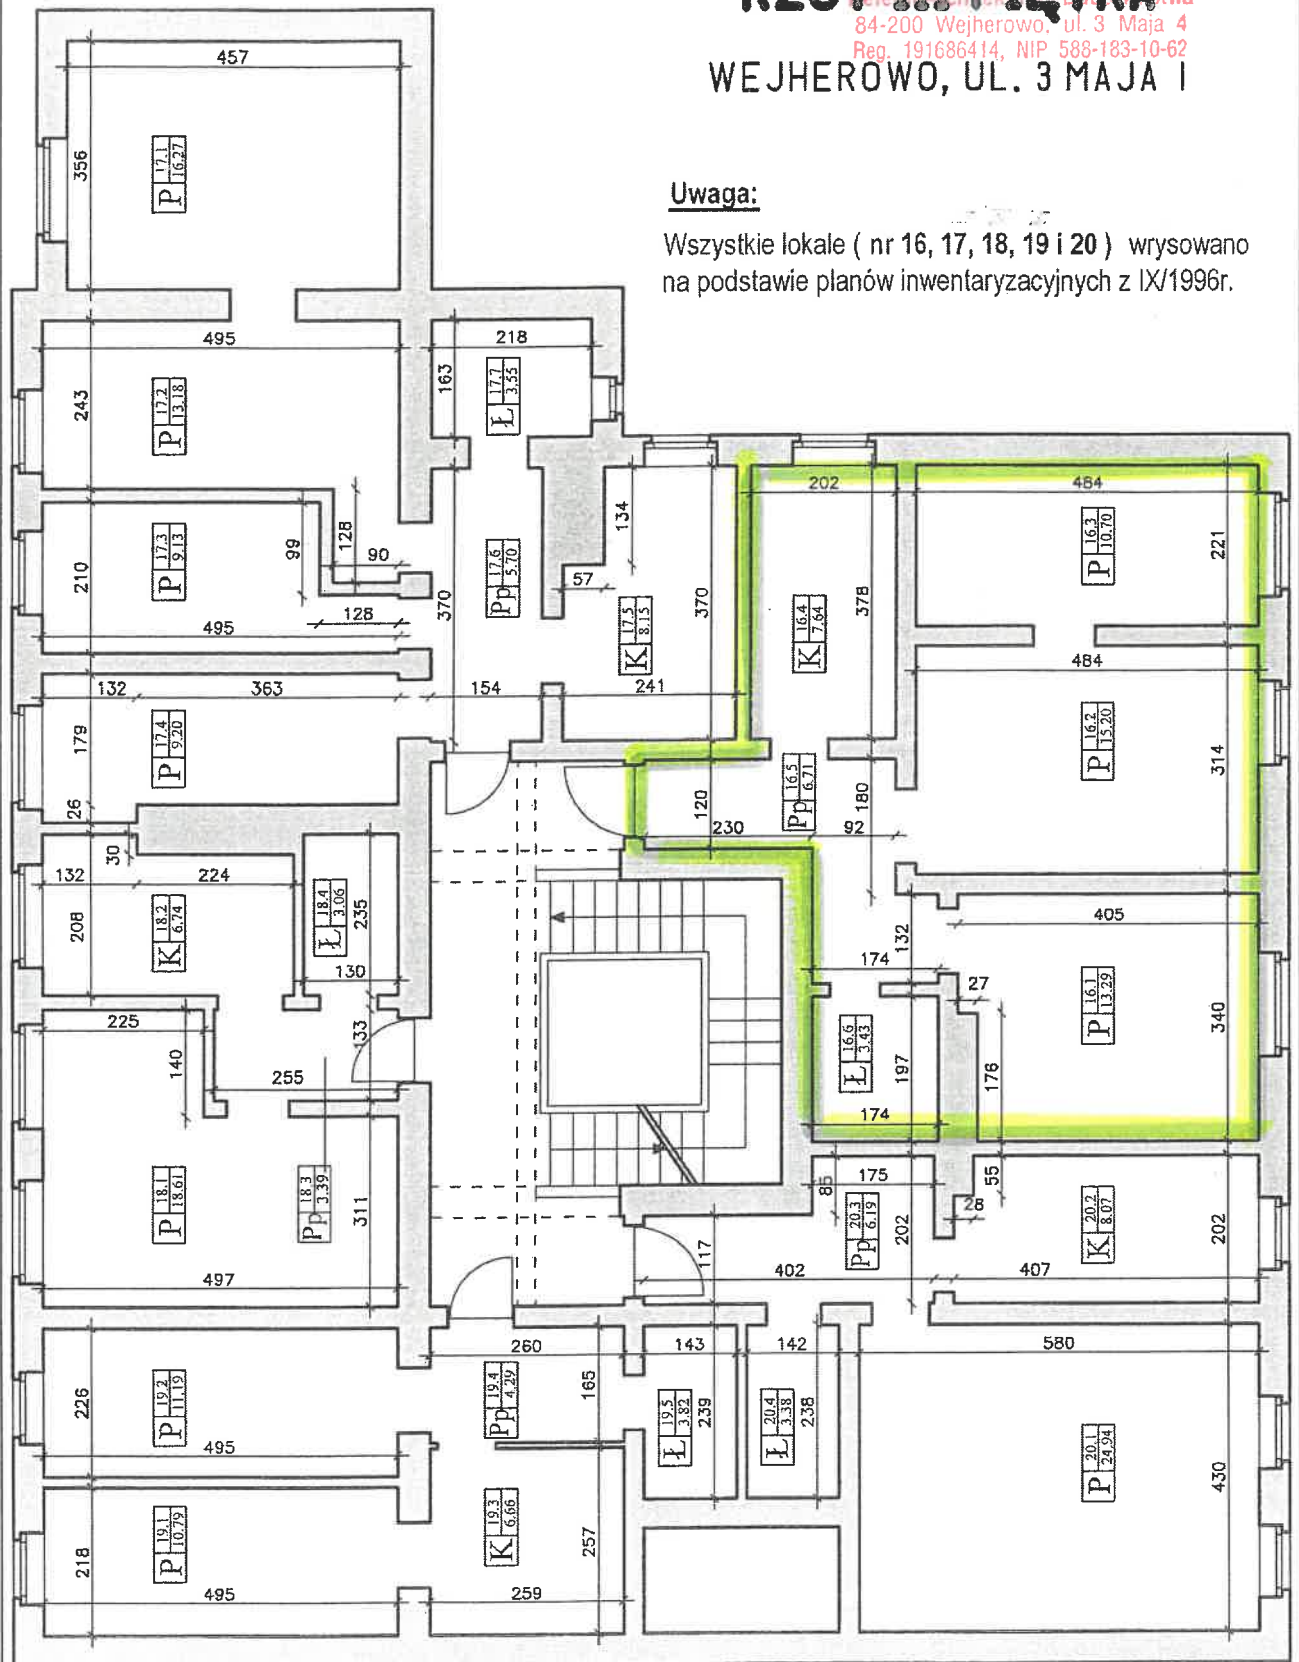 84-200 Wejherowo, ul. 3 Maja 4
Reg. 191686414, NIP 588-183-10-62
WEJHEROWO, UL. 3 MAJA 1
Uwaga:
Wszystkie lokale ( nr 16, 17, 18, 19 i 20 ) wrysowano
na podstawie planów inwentaryzacyjnych z IX/1996r.
457
356
P 17.1 16.27
495
243
P 17.2 13.18
218
163
Ł 17.7 3.55
210
P 17.3 9.13
99
128
90
128
495
370
Pp 17.6 5.70
134
57
K 17.5 8.15
370
202
K 16.4 7.64
378
484
P 16.3 10.70
221
132
363
154
241
484
179
P 17.4 9.20
26
P 16.2 15.20
314
120
Pp 16.5 6.71
180
230
92
30
132
224
208
K 18.2 6.74
Ł 18.4 3.06
235
130
405
132
174
27
P 16.1 13.29
340
225
140
133
255
Ł 16.6 3.43
197
176
174
P 18.1 18.61
Pp 18.3 3.39
311
497
86
175
55
28
Pp 20.3 6.19
202
K 20.2 8.07
202
117
402
407
260
143
142
580
226
P 19.2 11.19
495
Pp 19.4 4.29
165
Ł 19.5 3.82
239
Ł 20.4 3.38
238
P 20.1 24.94
430
218
P 19.1 10.79
495
K 19.3 6.66
257
259